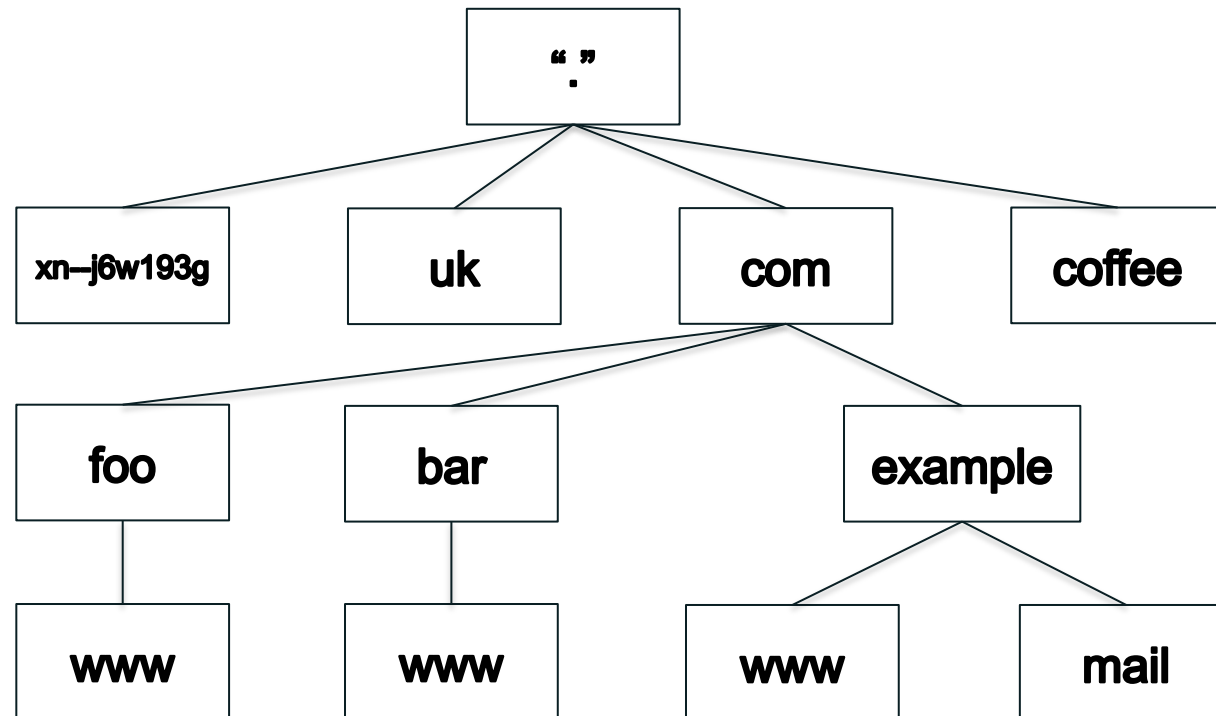 “.”
xn--j6w193g
uk
com
coffee
foo
bar
example
www
www
www
mail